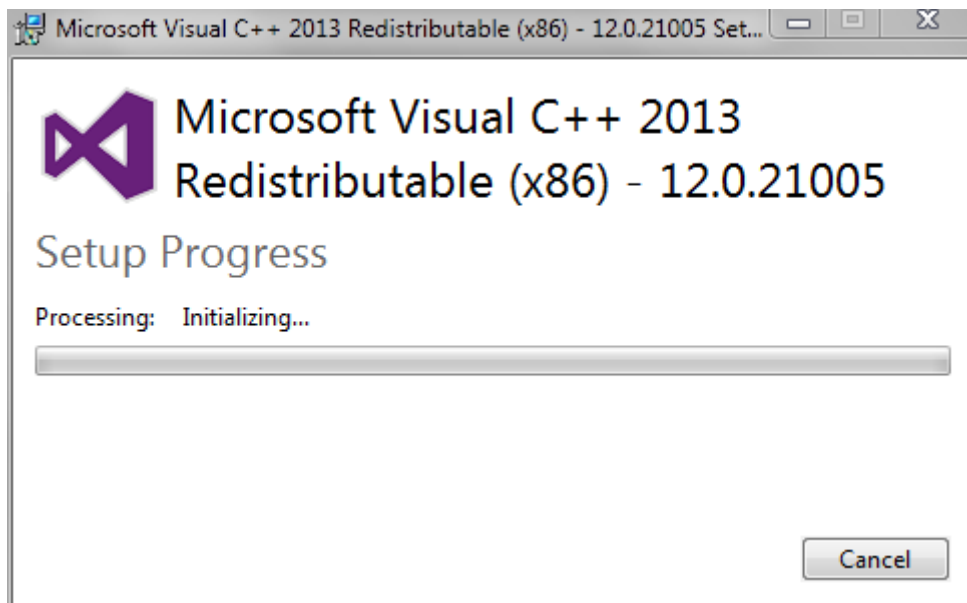 Microsoft Visual C++ 2013 Redistributable (x86) - 12.0.21005 Set...
Microsoft Visual C++ 2013
Redistributable (x86) - 12.0.21005
Setup Progress
Processing: Initializing...
Cancel